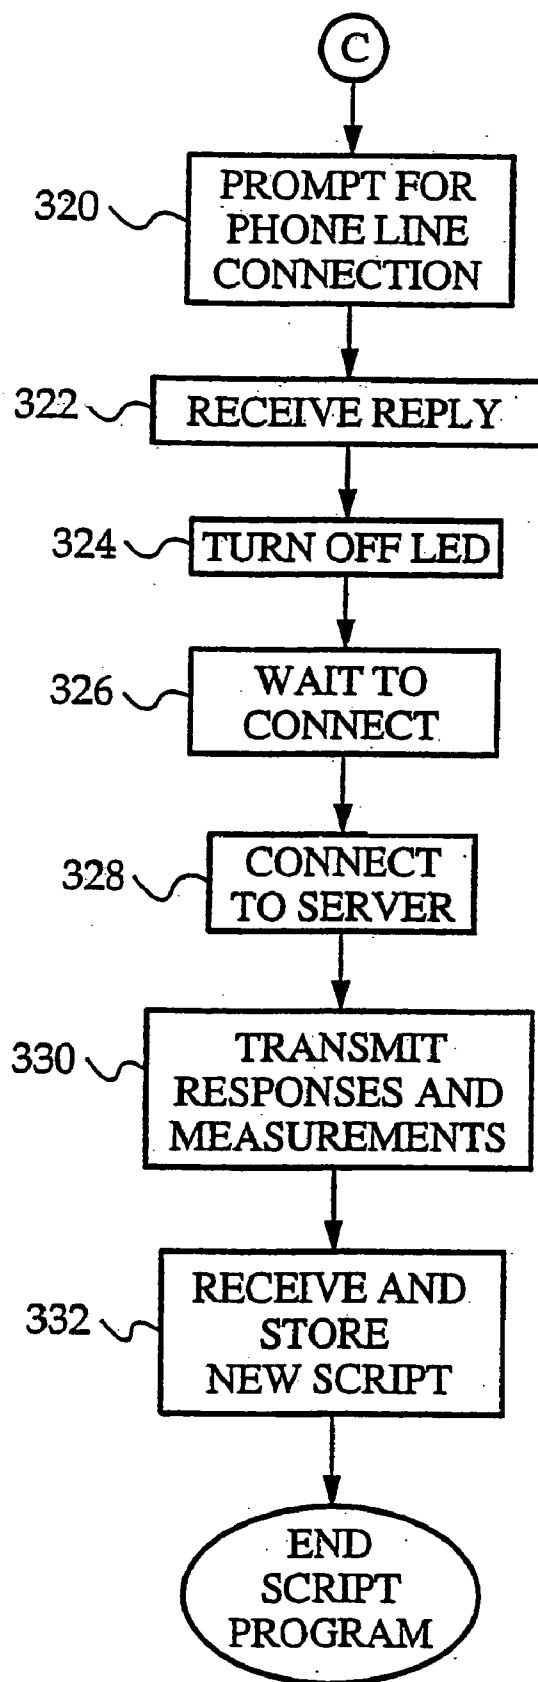 C
320
PROMPT FOR
PHONE LINE
CONNECTION
322
RECEIVE REPLY
324
TURN OFF LED
326
WAIT TO
CONNECT
328
CONNECT
TO SERVER
330
TRANSMIT
RESPONSES AND
MEASUREMENTS
332
RECEIVE AND
STORE
NEW SCRIPT
END
SCRIPT
PROGRAM